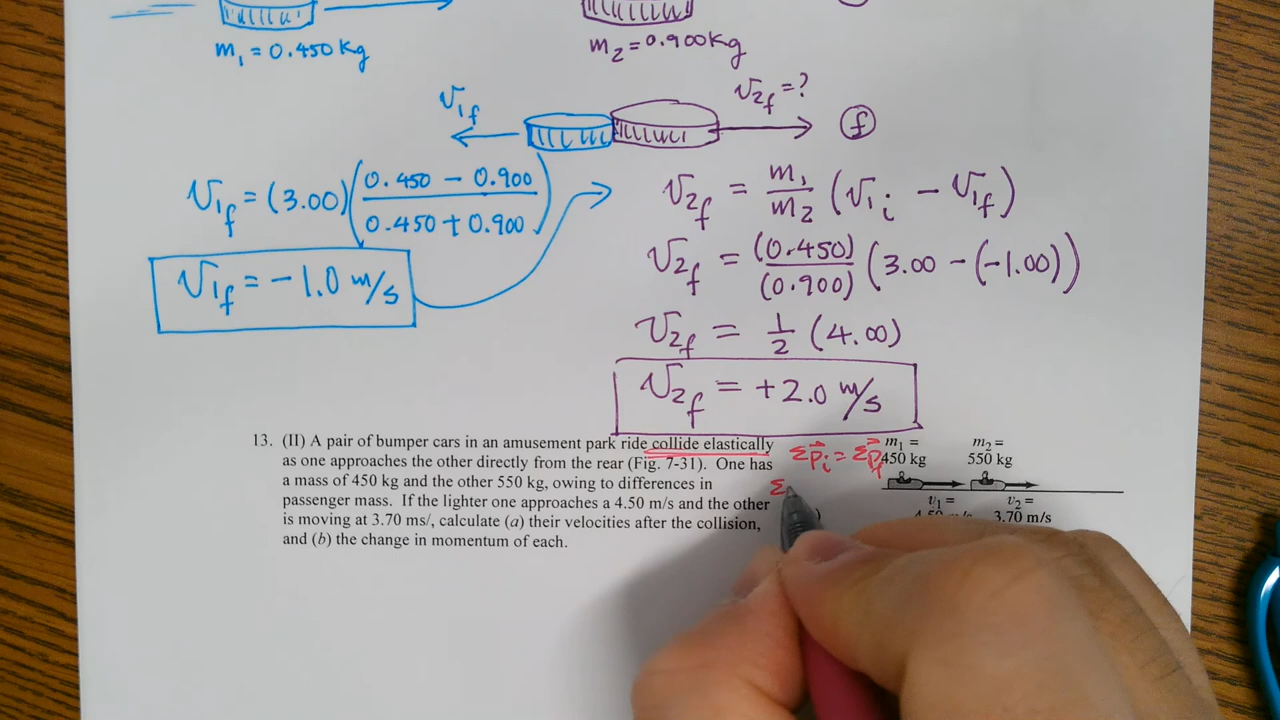 m₁ = 0.450 kg
m₂ = 0.900 kg
v₁f
v₂f = ?
f
v₁f = (3.00) ( (0.450 − 0.900) / (0.450 + 0.900) )
v₁f = −1.0 m/s
v₂f = m₁/m₂ (v₁i − v₁f)
v₂f = (0.450)/(0.900) (3.00 − (−1.00))
v₂f = 1/2 (4.00)
v₂f = +2.0 m/s
13. (II) A pair of bumper cars in an amusement park ride collide elastically
as one approaches the other directly from the rear (Fig. 7-31). One has
a mass of 450 kg and the other 550 kg, owing to differences in
passenger mass. If the lighter one approaches a 4.50 m/s and the other
is moving at 3.70 ms/, calculate (a) their velocities after the collision,
and (b) the change in momentum of each.
Σp⃗i = Σp⃗f
Σ
m₁ =
450 kg
m₂ =
550 kg
v₁ =
4.50 m/s
v₂ =
3.70 m/s